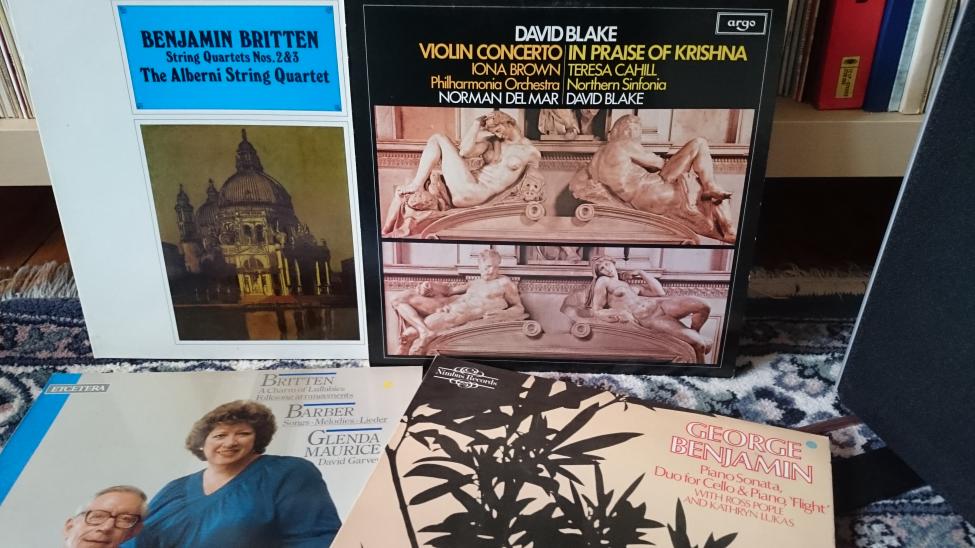 BENJAMIN BRITTEN
String Quartets Nos. 2 & 3
The Alberni String Quartet
argo
DAVID BLAKE
VIOLIN CONCERTO IN PRAISE OF KRISHNA
IONA BROWN TERESA CAHILL
Philharmonia Orchestra Northern Sinfonia
NORMAN DEL MAR DAVID BLAKE
ETCETERA
BRITTEN
A Charm of Lullabies
Folksong arrangements
BARBER
Songs-Mélodies-Lieder
GLENDA
MAURICE
David Garve
Nimbus Records
GEORGE
BENJAMIN
Piano Sonata,
Duo for Cello & Piano, 'Flight'
WITH ROSS POPLE
AND KATHRYN LUKAS